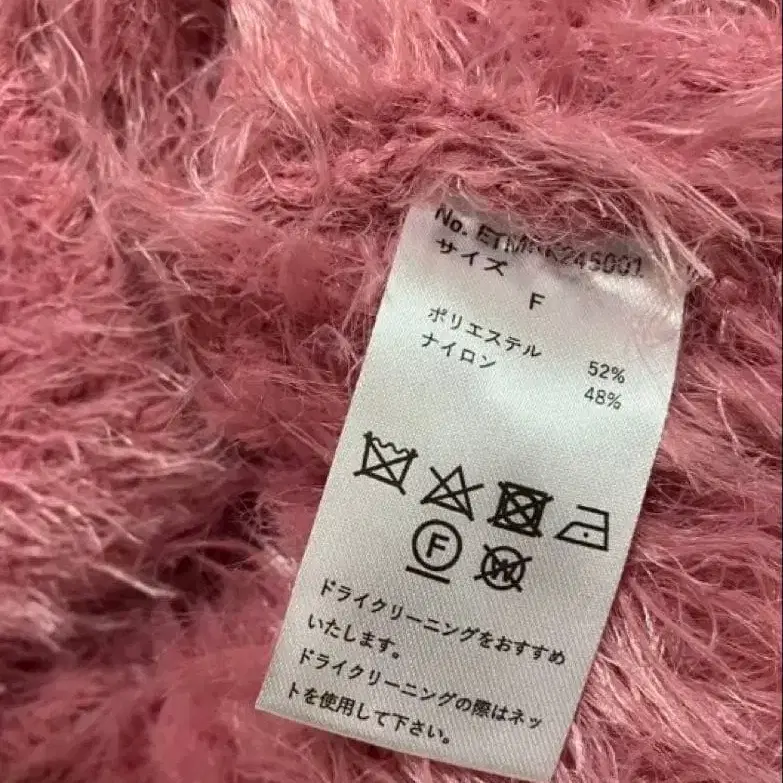 No.
サイズ
F
ポリエステル 52%
ナイロン 48%
F
W
ドライクリーニングをおすすめ
いたします。
ドライクリーニングの際はネッ
トを使用して下さい。